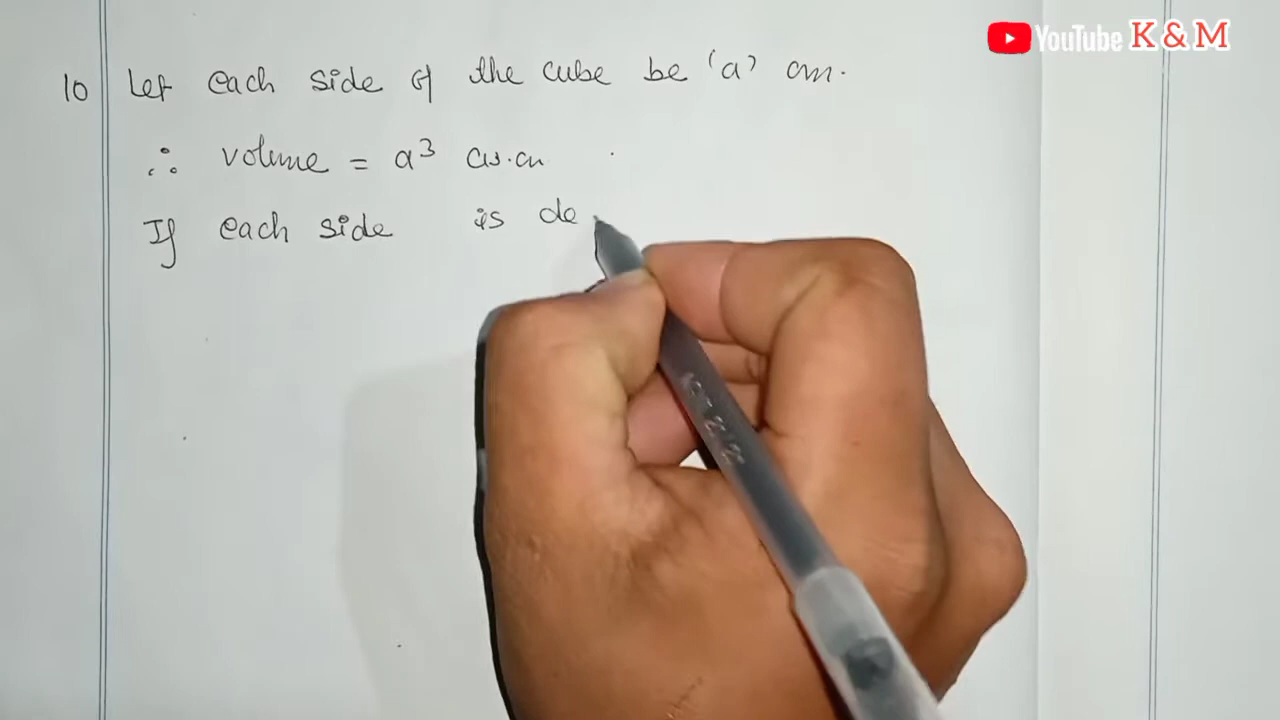 YouTube K & M
10 Let each side of the cube be 'a' cm.
∴ volume = a³ cu.cm
If each side is de